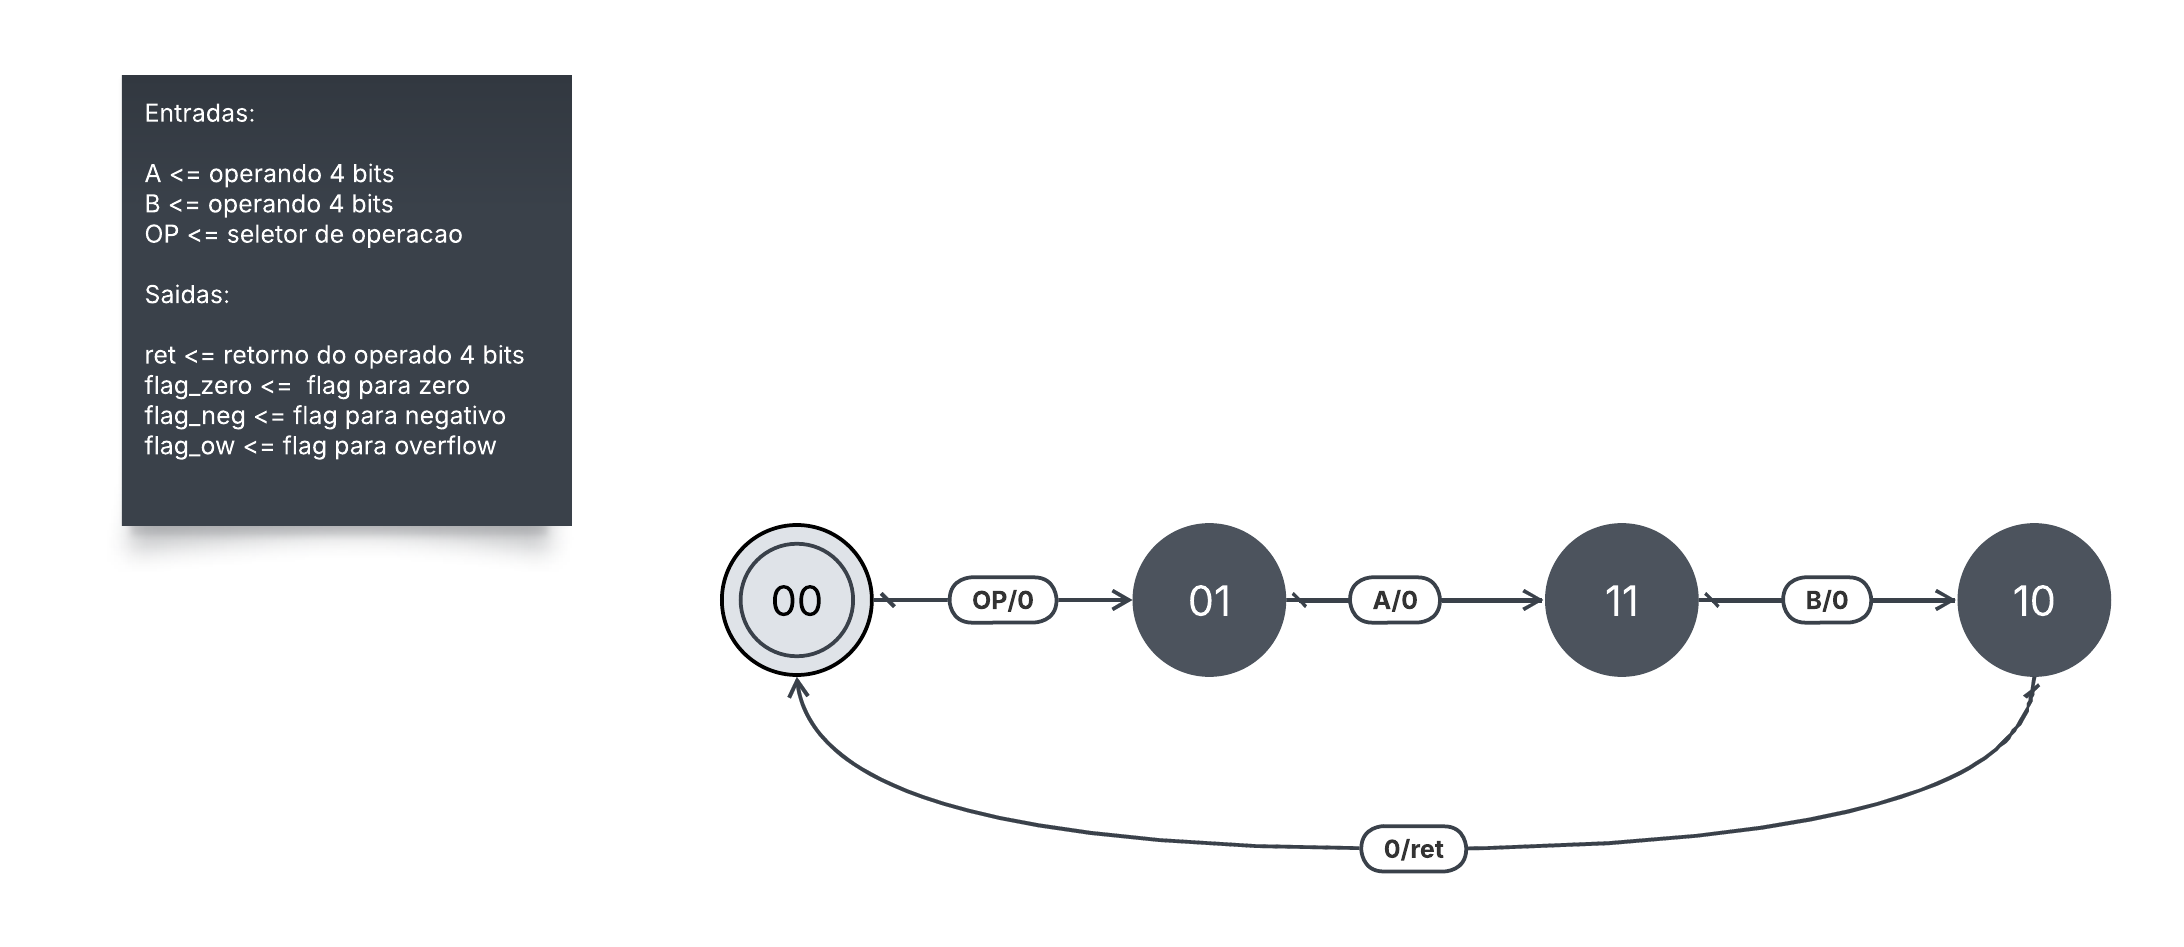 Entradas:
A <= operando 4 bits
B <= operando 4 bits
OP <= seletor de operacao
Saidas:
ret <= retorno do operado 4 bits
flag_zero <=  flag para zero
flag_neg <= flag para negativo
flag_ow <= flag para overflow
00
OP/0
01
A/0
11
B/0
10
0/ret